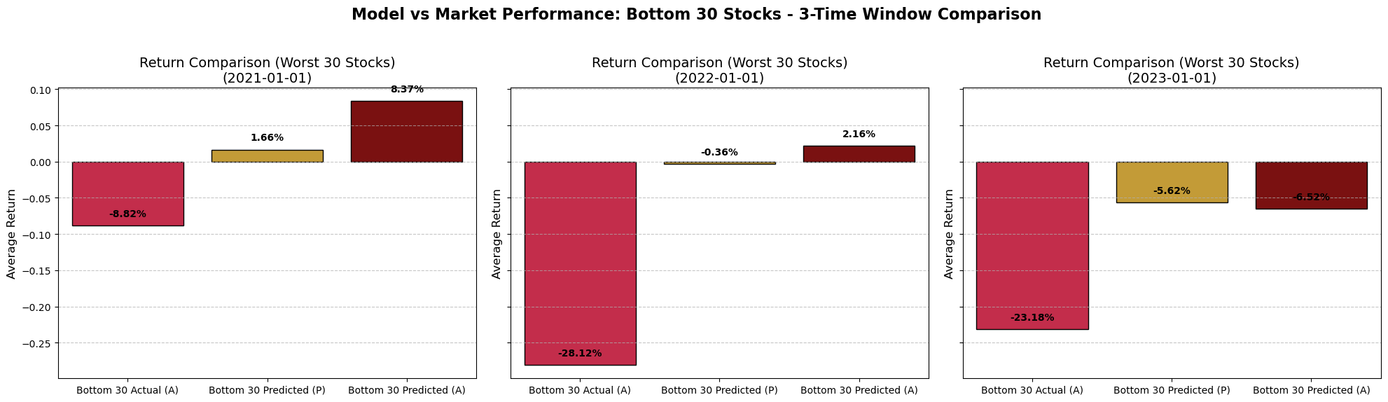 Model vs Market Performance: Bottom 30 Stocks - 3-Time Window Comparison
Return Comparison (Worst 30 Stocks)
(2021-01-01)
Average Return
0.10
0.05
0.00
−0.05
−0.10
−0.15
−0.20
−0.25
-8.82%
1.66%
8.37%
Bottom 30 Actual (A)
Bottom 30 Predicted (P)
Bottom 30 Predicted (A)
Return Comparison (Worst 30 Stocks)
(2022-01-01)
Average Return
-28.12%
-0.36%
2.16%
Bottom 30 Actual (A)
Bottom 30 Predicted (P)
Bottom 30 Predicted (A)
Return Comparison (Worst 30 Stocks)
(2023-01-01)
Average Return
-23.18%
-5.62%
-6.52%
Bottom 30 Actual (A)
Bottom 30 Predicted (P)
Bottom 30 Predicted (A)